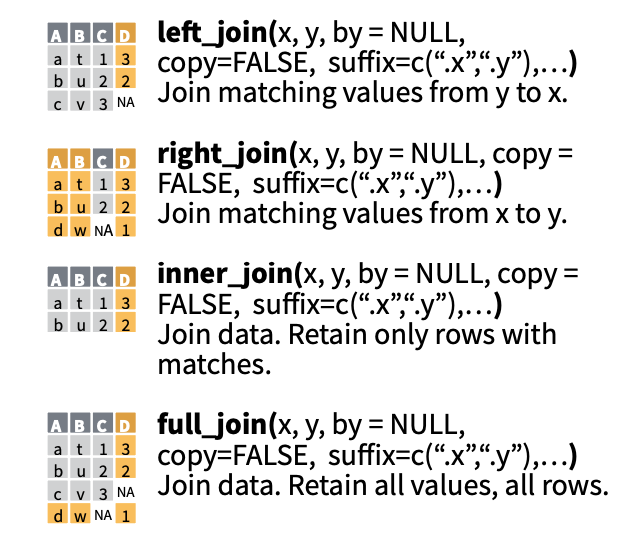 A B C D
a t 1 3
b u 2 2
c v 3 NA
left_join(x, y, by = NULL,
copy=FALSE, suffix=c(“.x”,“.y”),…)
Join matching values from y to x.
A B C D
a t 1 3
b u 2 2
d w NA 1
right_join(x, y, by = NULL, copy =
FALSE, suffix=c(“.x”,“.y”),…)
Join matching values from x to y.
A B C D
a t 1 3
b u 2 2
inner_join(x, y, by = NULL, copy =
FALSE, suffix=c(“.x”,“.y”),…)
Join data. Retain only rows with
matches.
A B C D
a t 1 3
b u 2 2
c v 3 NA
d w NA 1
full_join(x, y, by = NULL,
copy=FALSE, suffix=c(“.x”,“.y”),…)
Join data. Retain all values, all rows.